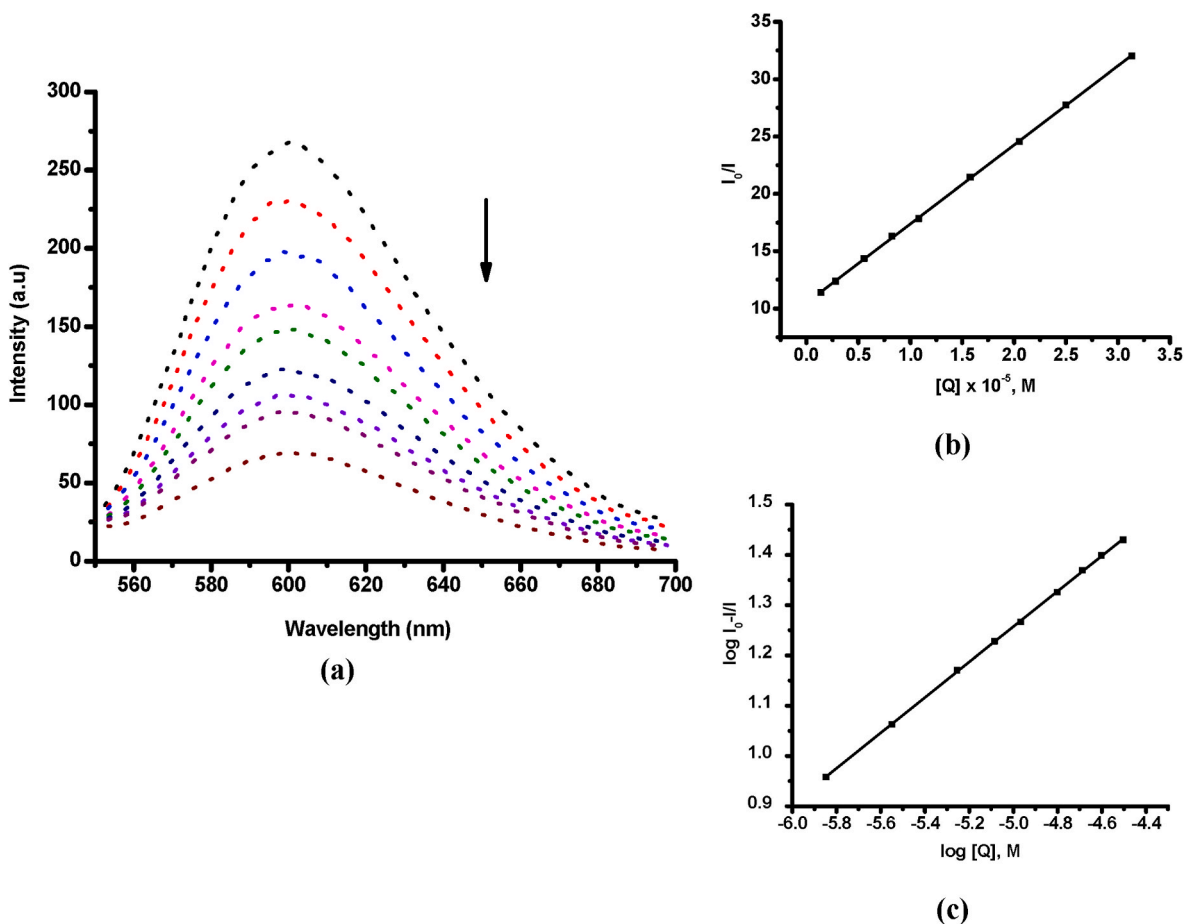 300
250
200
150
100
50
0
Intensity (a.u)
560 580 600 620 640 660 680 700
Wavelength (nm)
(a)
35
30
25
20
15
10
I₀/I
0.0 0.5 1.0 1.5 2.0 2.5 3.0 3.5
[Q] x 10⁻⁵, M
(b)
1.5
1.4
1.3
1.2
1.1
1.0
0.9
log I₀-I/I
-6.0 -5.8 -5.6 -5.4 -5.2 -5.0 -4.8 -4.6 -4.4
log [Q], M
(c)